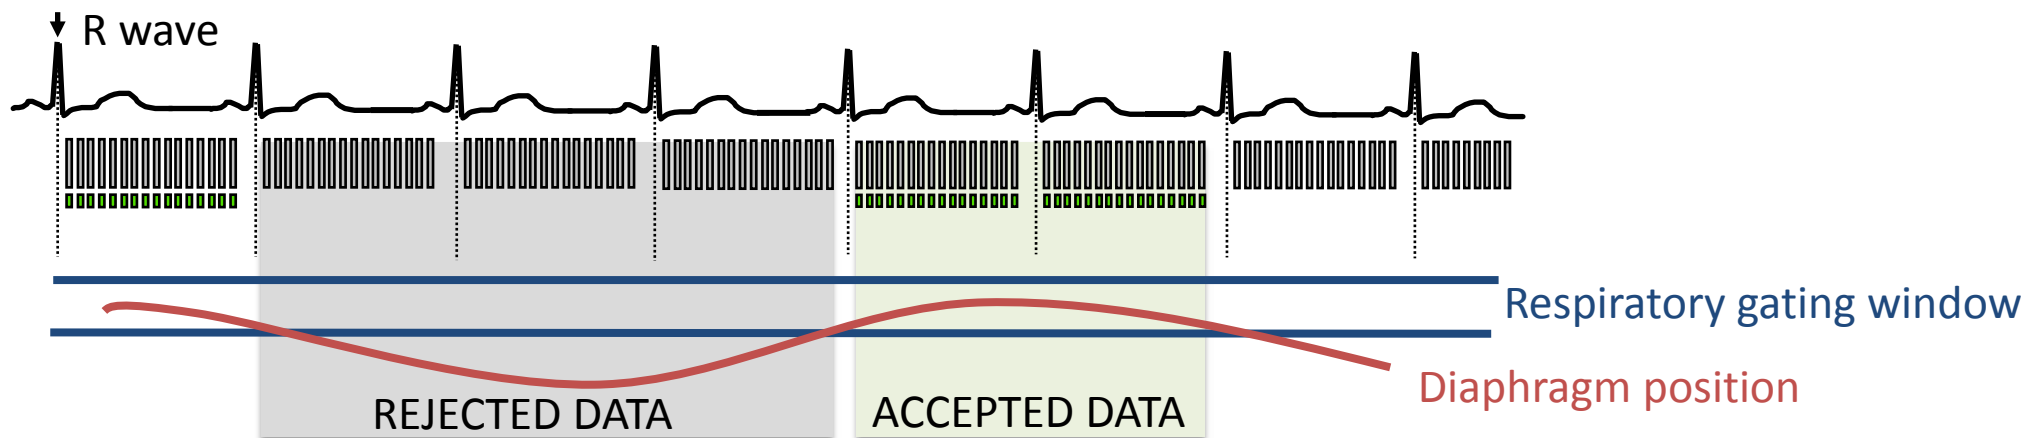 R wave
Respiratory gating window
Diaphragm position
REJECTED DATA
ACCEPTED DATA